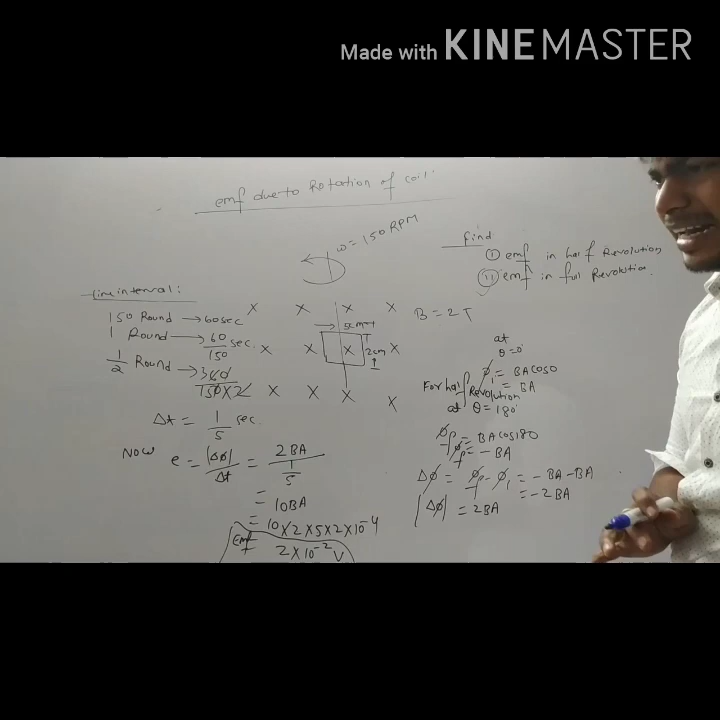 Made with KINEMASTER
emf due to Rotation of coil
ω = 150 RPM
find
(i) emf in half Revolution
(ii) emf in full Revolution.
Time interval :
150 Round → 60 sec
1 Round → 60/150 sec.
1/2 Round →
Δt = 1/5 sec.
Now e = |Δφ|/Δt = 2BA/(1/5)
=
= 10BA
= 10×2×5×2×10⁻⁴
Emf = 2×10⁻² V
x x x x
5cm
x x x x
2cm
x x x x
B = 2T
at
θ = 0°
φᵢ = BA cos0
= BA
For half Revolution
at θ = 180°
φf = BA cos180
φf = - BA
Δφ = φf - φᵢ = - BA - BA
= - 2BA
|Δφ| = 2BA